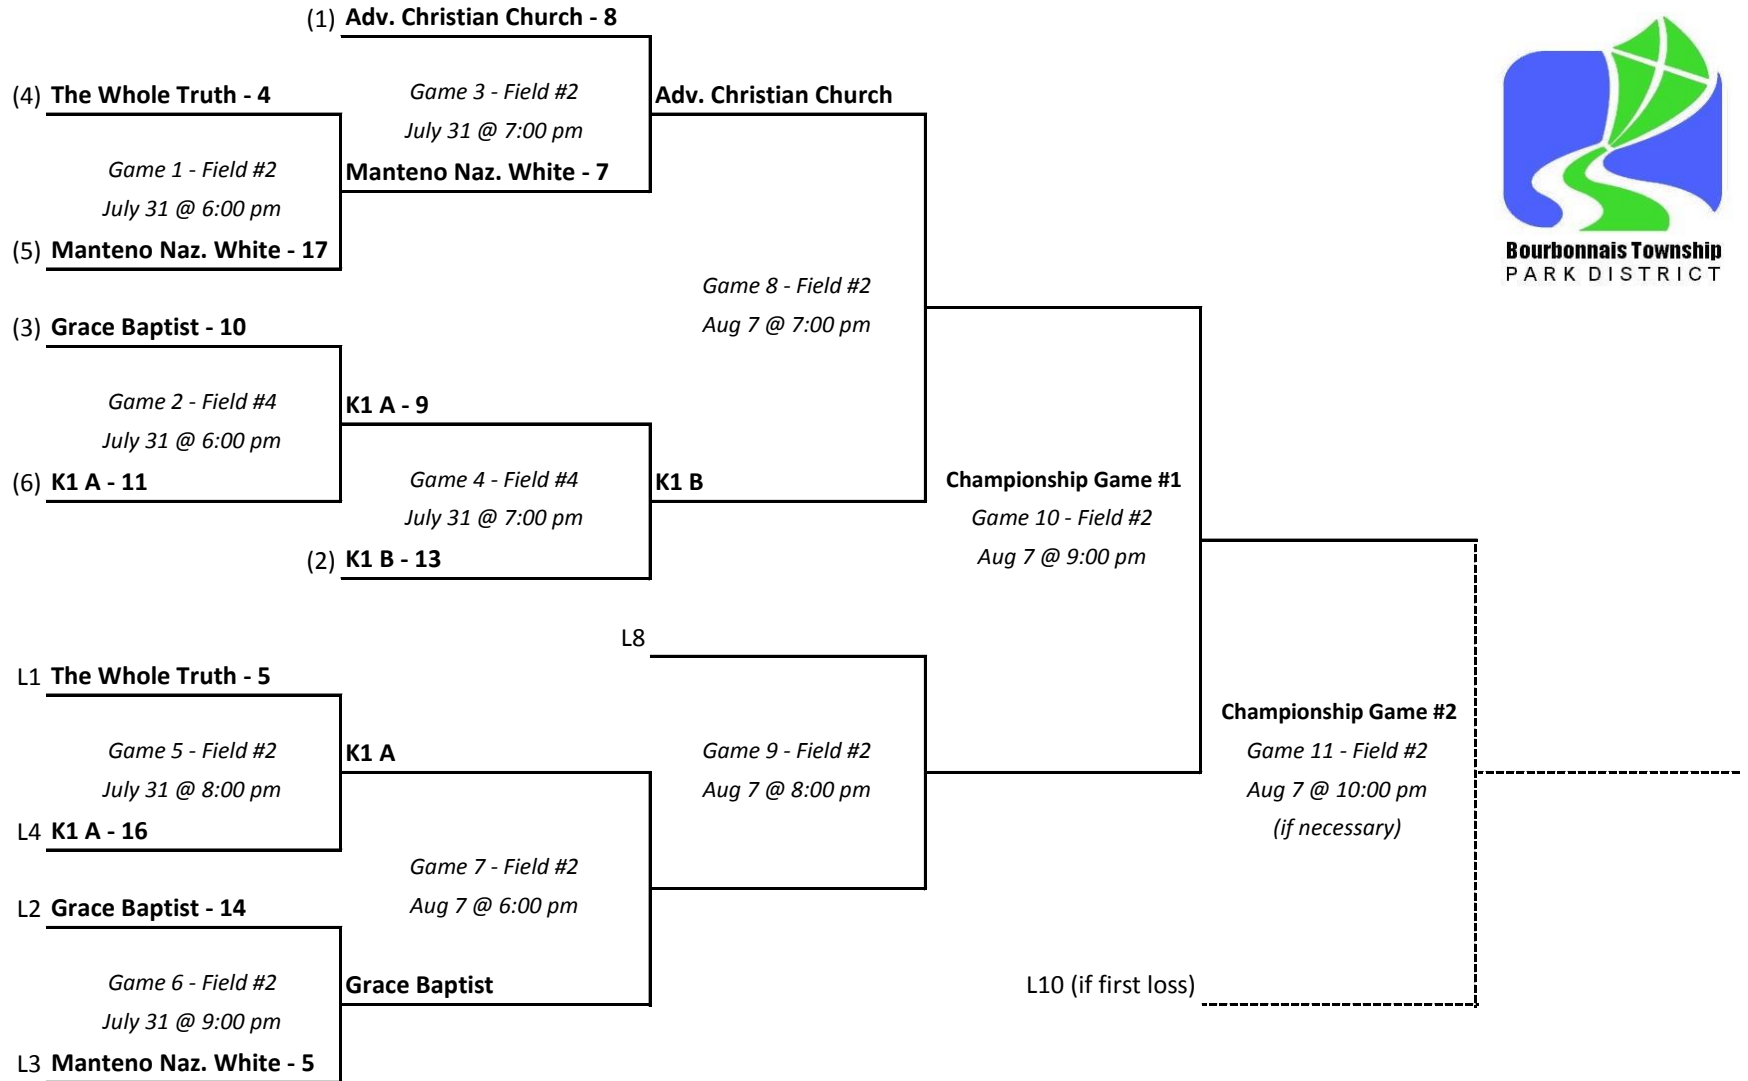 (1) Adv. Christian Church - 8
(4) The Whole Truth - 4
Game 3 - Field #2
July 31 @ 7:00 pm
Adv. Christian Church
Game 1 - Field #2
July 31 @ 6:00 pm
Manteno Naz. White - 7
(5) Manteno Naz. White - 17
Bourbonnais Township
PARK DISTRICT
Game 8 - Field #2
Aug 7 @ 7:00 pm
(3) Grace Baptist - 10
Game 2 - Field #4
July 31 @ 6:00 pm
K1 A - 9
(6) K1 A - 11
Game 4 - Field #4
July 31 @ 7:00 pm
K1 B
Championship Game #1
Game 10 - Field #2
Aug 7 @ 9:00 pm
(2) K1 B - 13
L8
L1 The Whole Truth - 5
Game 5 - Field #2
July 31 @ 8:00 pm
K1 A
Game 9 - Field #2
Aug 7 @ 8:00 pm
Championship Game #2
Game 11 - Field #2
Aug 7 @ 10:00 pm
(if necessary)
L4 K1 A - 16
Game 7 - Field #2
Aug 7 @ 6:00 pm
L2 Grace Baptist - 14
Game 6 - Field #2
July 31 @ 9:00 pm
Grace Baptist
L10 (if first loss)
L3 Manteno Naz. White - 5